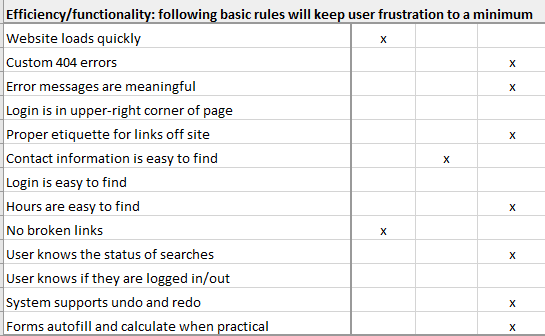 Efficiency/functionality: following basic rules will keep user frustration to a minimum
Website loads quickly x
Custom 404 errors x
Error messages are meaningful x
Login is in upper-right corner of page
Proper etiquette for links off site x
Contact information is easy to find x
Login is easy to find
Hours are easy to find x
No broken links x
User knows the status of searches x
User knows if they are logged in/out
System supports undo and redo x
Forms autofill and calculate when practical x